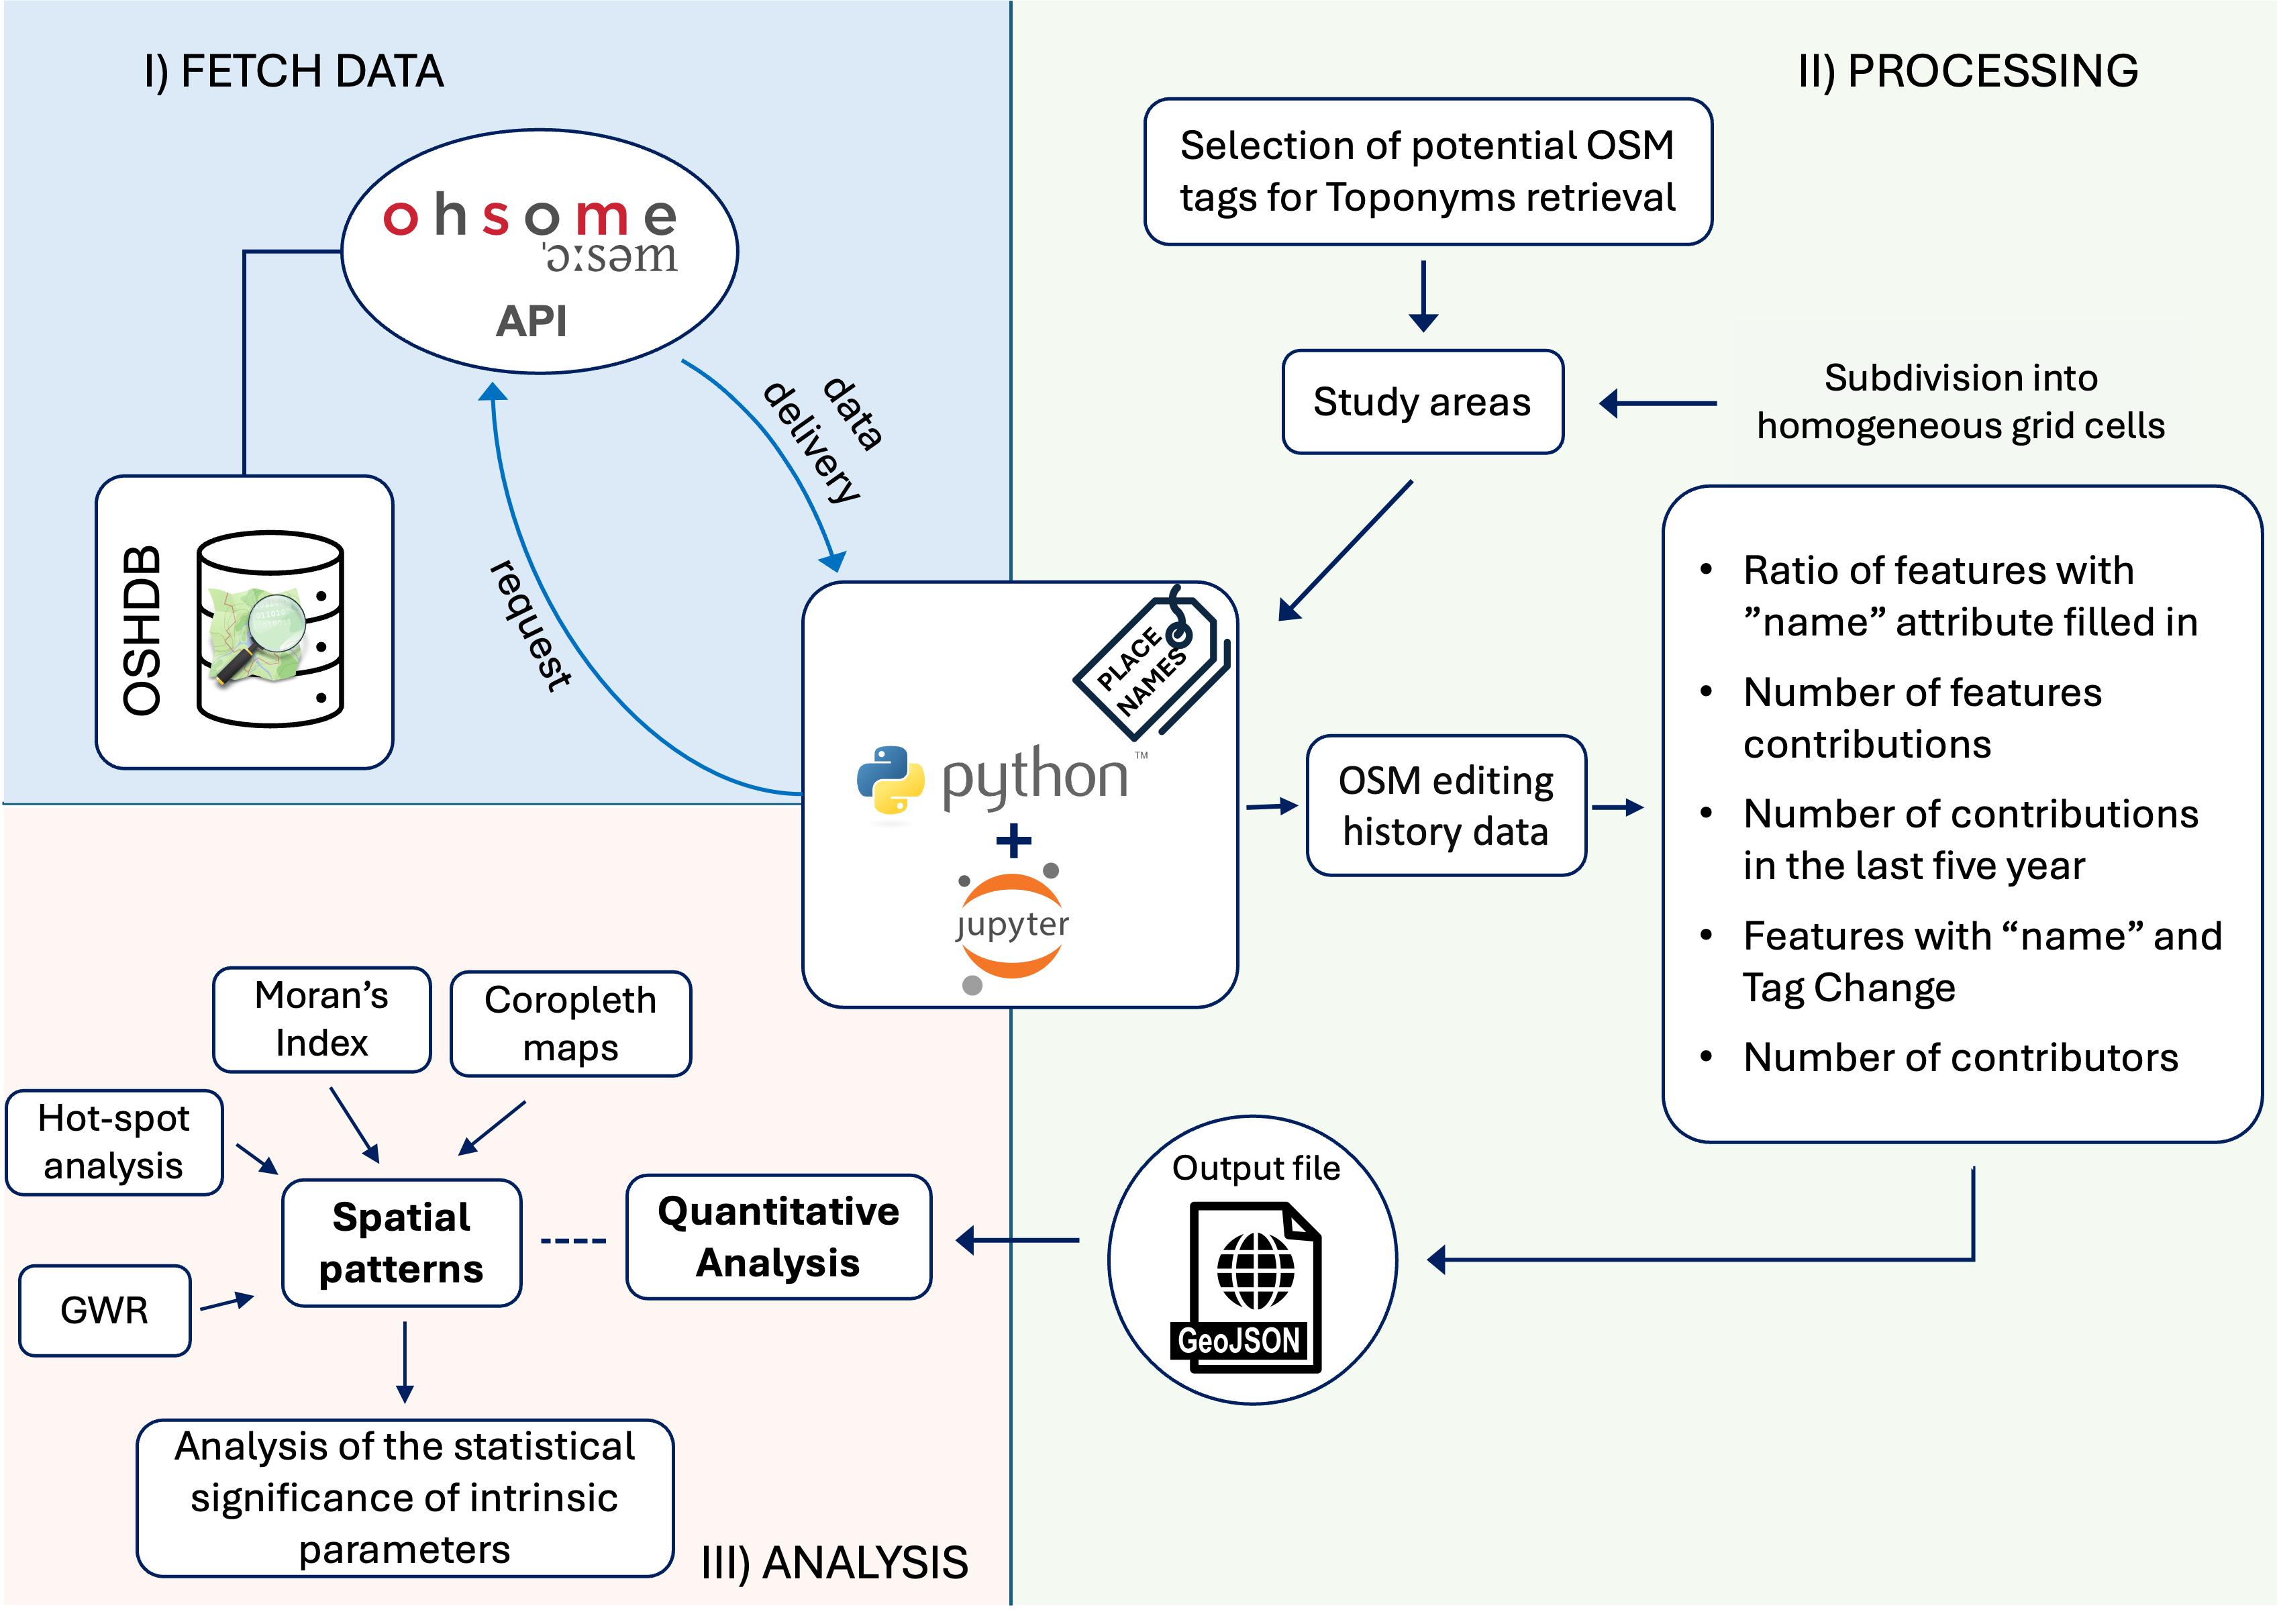 I) FETCH DATA
ohsome
ˈɔːsəm
API
OSHDB
data
delivery
request
II) PROCESSING
Selection of potential OSM
tags for Toponyms retrieval
Study areas
Subdivision into
homogeneous grid cells
PLACE
NAMES
python™
+
jupyter
OSM editing
history data
• Ratio of features with
”name” attribute filled in
• Number of features
contributions
• Number of contributions
in the last five year
• Features with “name” and
Tag Change
• Number of contributors
Output file
GeoJSON
Quantitative
Analysis
Spatial
patterns
Moran’s
Index
Coropleth
maps
Hot-spot
analysis
GWR
Analysis of the statistical
significance of intrinsic
parameters
III) ANALYSIS